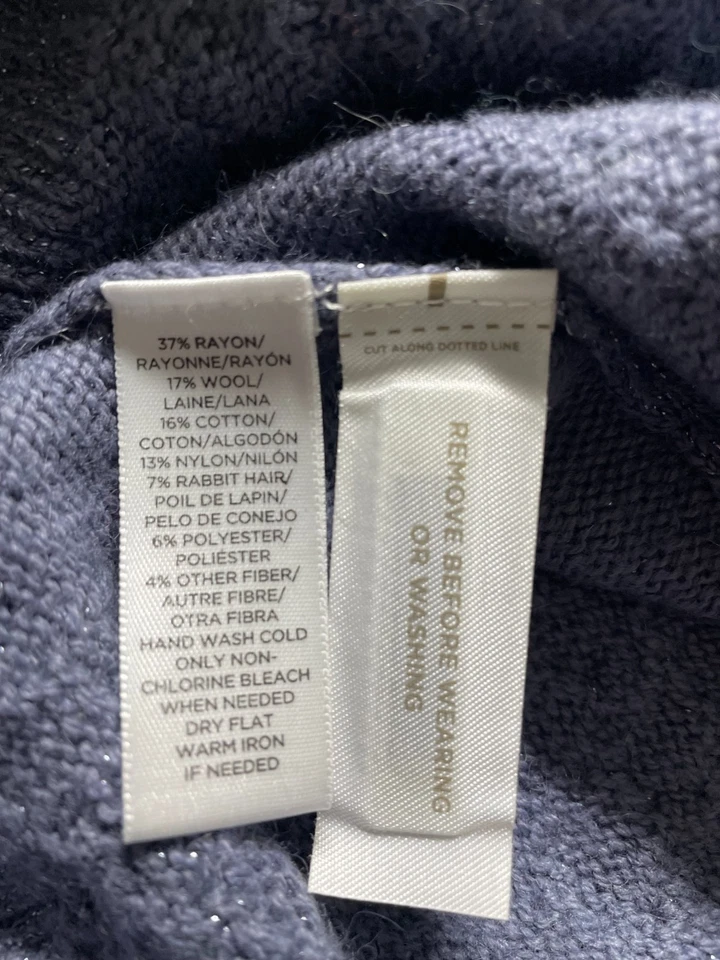 37% RAYON/
RAYONNE/RAYÓN
17% WOOL/
LAINE/LANA
16% COTTON/
COTON/ALGODÓN
13% NYLON/NILÓN
7% RABBIT HAIR/
POIL DE LAPIN/
PELO DE CONEJO
6% POLYESTER/
POLIÉSTER
4% OTHER FIBER/
AUTRE FIBRE/
OTRA FIBRA
HAND WASH COLD
ONLY NON-
CHLORINE BLEACH
WHEN NEEDED
DRY FLAT
WARM IRON
IF NEEDED
CUT ALONG DOTTED LINE
REMOVE BEFORE WEARING
OR WASHING